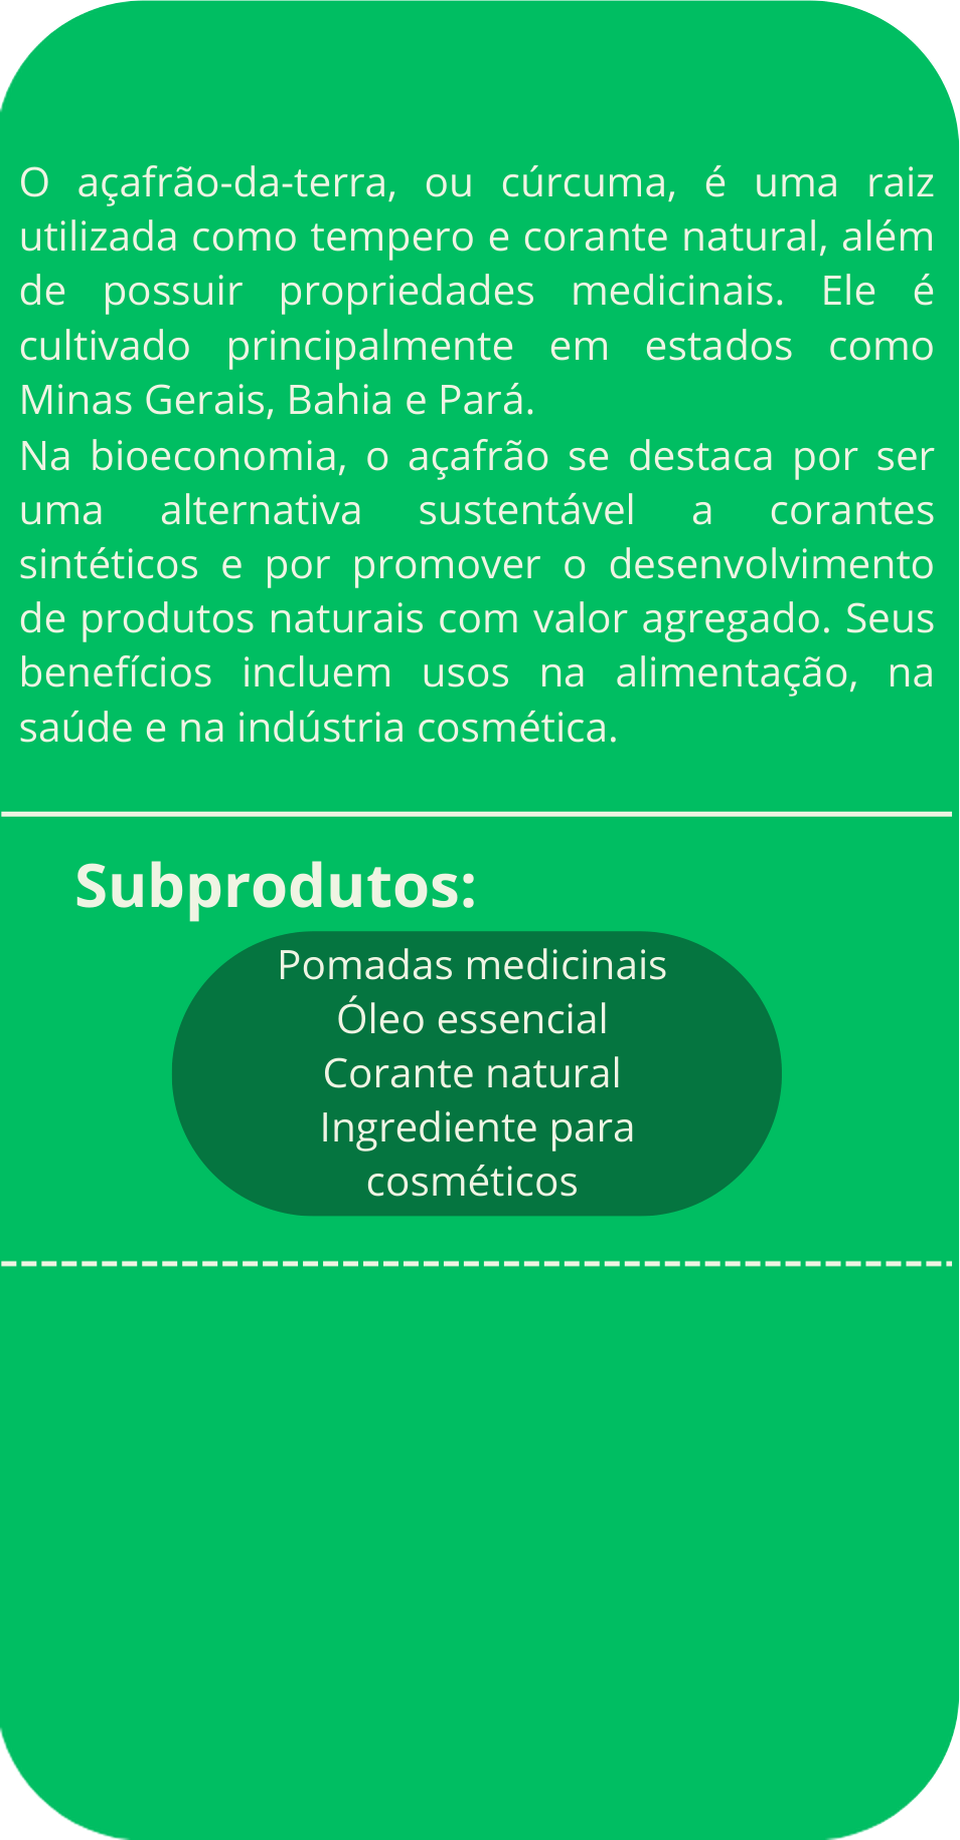 O açafrão-da-terra, ou cúrcuma, é uma raiz
utilizada como tempero e corante natural, além
de possuir propriedades medicinais. Ele é
cultivado principalmente em estados como
Minas Gerais, Bahia e Pará.
Na bioeconomia, o açafrão se destaca por ser
uma alternativa sustentável a corantes
sintéticos e por promover o desenvolvimento
de produtos naturais com valor agregado. Seus
benefícios incluem usos na alimentação, na
saúde e na indústria cosmética.
Subprodutos:
Pomadas medicinais
Óleo essencial
Corante natural
Ingrediente para
cosméticos